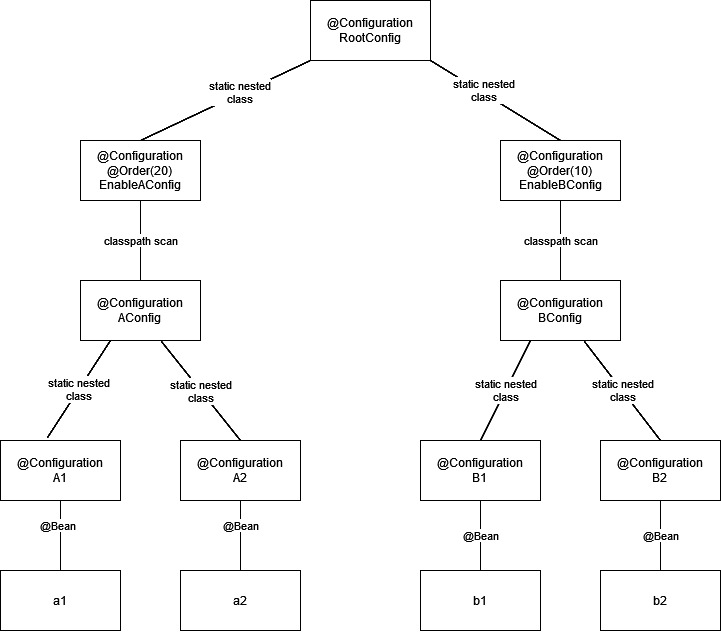 @Configuration
RootConfig
static nested
class
static nested
class
@Configuration
@Order(20)
EnableAConfig
@Configuration
@Order(10)
EnableBConfig
classpath scan
classpath scan
@Configuration
AConfig
@Configuration
BConfig
static nested
class
static nested
class
static nested
class
static nested
class
@Configuration
A1
@Configuration
A2
@Configuration
B1
@Configuration
B2
@Bean
@Bean
@Bean
@Bean
a1
a2
b1
b2